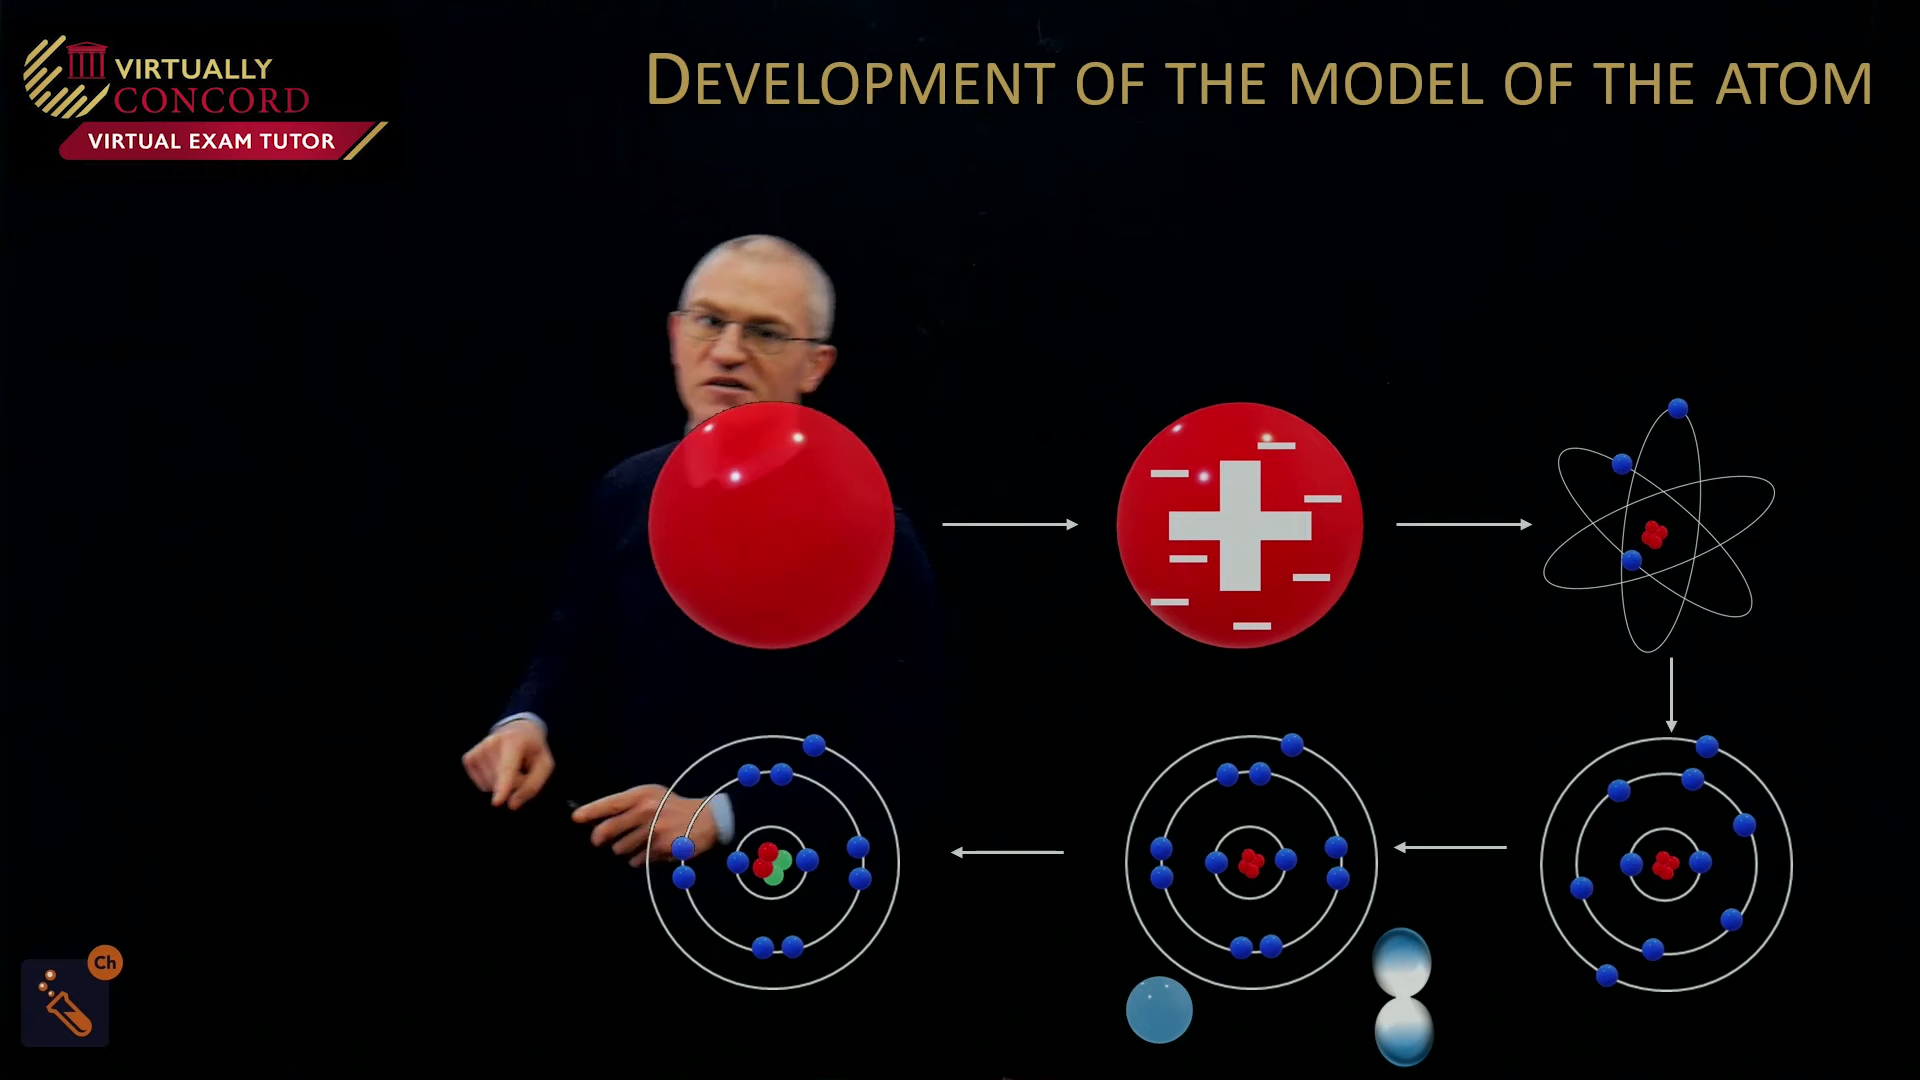 VIRTUALLY
CONCORD
VIRTUAL EXAM TUTOR
DEVELOPMENT OF THE MODEL OF THE ATOM
Ch